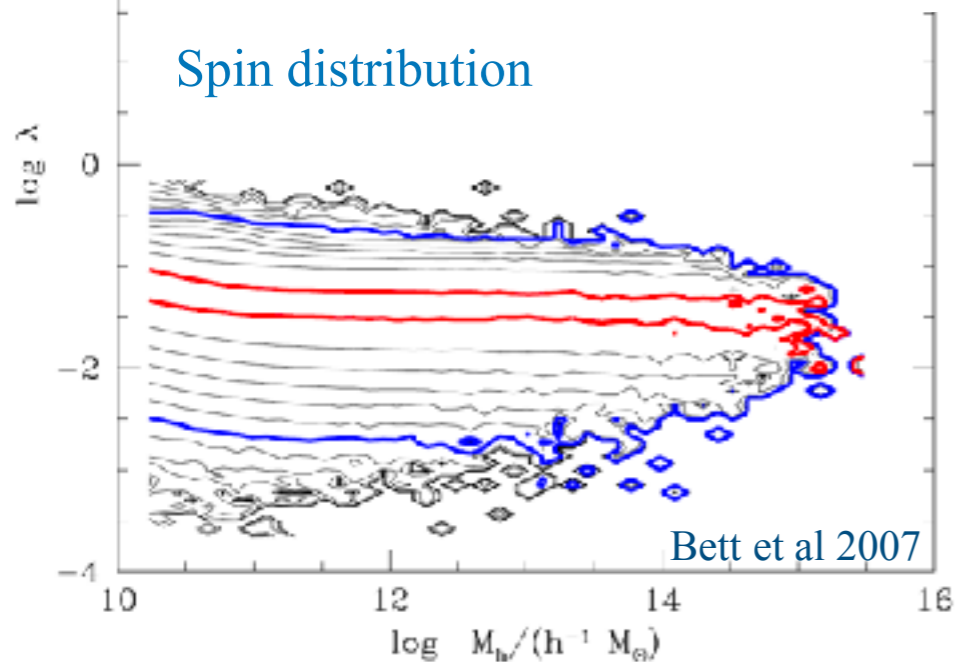 Spin distribution
log λ
0
−2
−4
Bett et al 2007
10 12 14 16
log M_h/(h⁻¹ M_⊙)